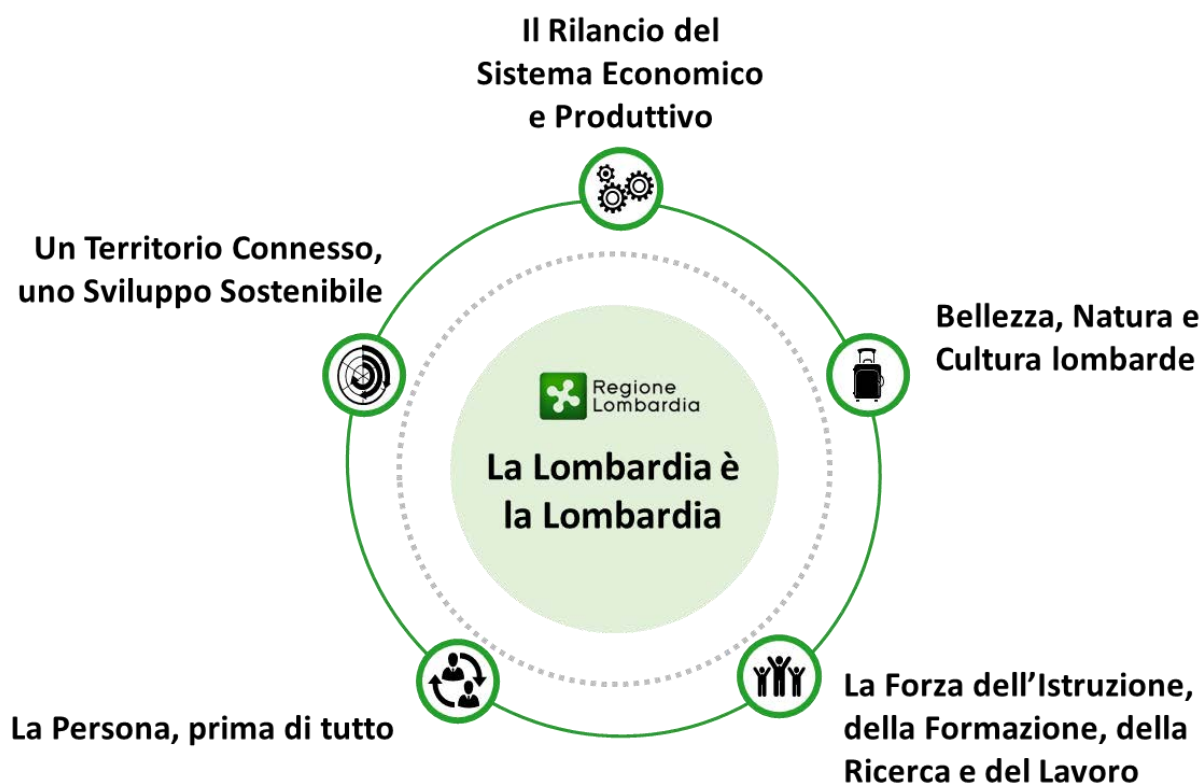 Il Rilancio del
Sistema Economico
e Produttivo
Un Territorio Connesso,
uno Sviluppo Sostenibile
Bellezza, Natura e
Cultura lombarde
Regione
Lombardia
La Lombardia è
la Lombardia
La Persona, prima di tutto
La Forza dell’Istruzione,
della Formazione, della
Ricerca e del Lavoro